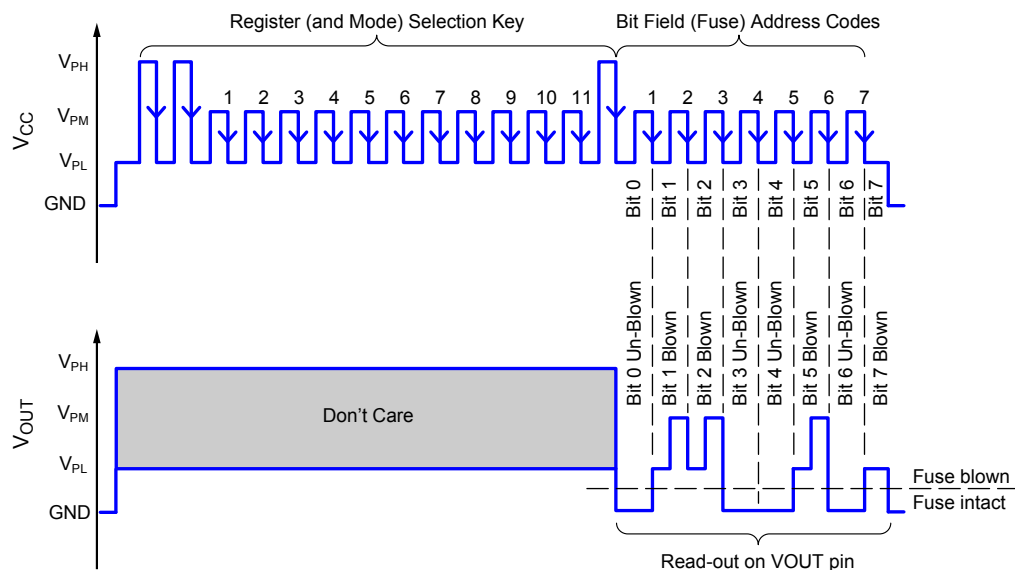 Register (and Mode) Selection Key
Bit Field (Fuse) Address Codes
VCC
VPH
VPM
VPL
GND
1 2 3 4 5 6 7 8 9 10 11
1 2 3 4 5 6 7
Bit 0
Bit 1
Bit 2
Bit 3
Bit 4
Bit 5
Bit 6
Bit 7
VOUT
VPH
VPM
VPL
GND
Don’t Care
Bit 0 Un-Blown
Bit 1 Blown
Bit 2 Blown
Bit 3 Un-Blown
Bit 4 Un-Blown
Bit 5 Blown
Bit 6 Un-Blown
Bit 7 Blown
Fuse blown
Fuse intact
Read-out on VOUT pin